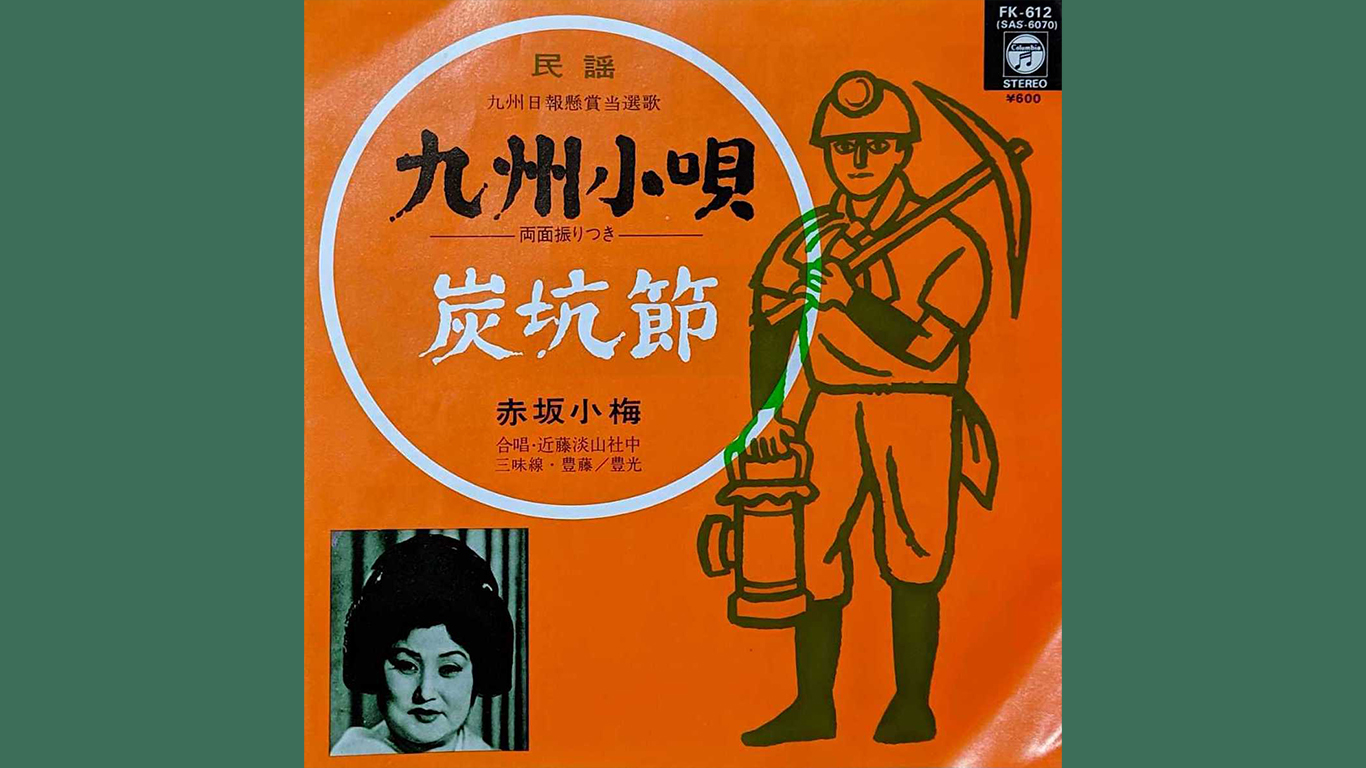 FK-612
(SAS-6070)
Columbia
STEREO
¥600
民謡
九州日報懸賞当選歌
九州小唄
両面振りつき
炭坑節
赤坂小梅
合唱・近藤淡山社中
三味線・豊藤／豊光